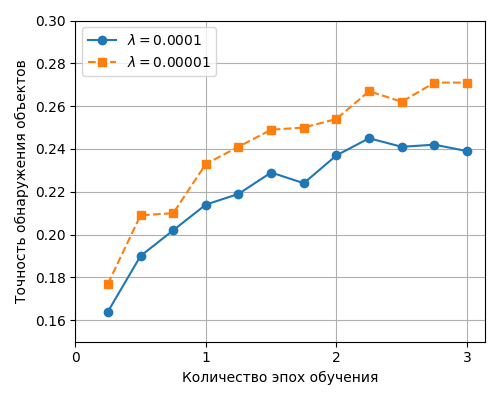 0.30
0.28
0.26
0.24
0.22
0.20
0.18
0.16
Точность обнаружения объектов
λ = 0.0001
λ = 0.00001
0 1 2 3
Количество эпох обучения